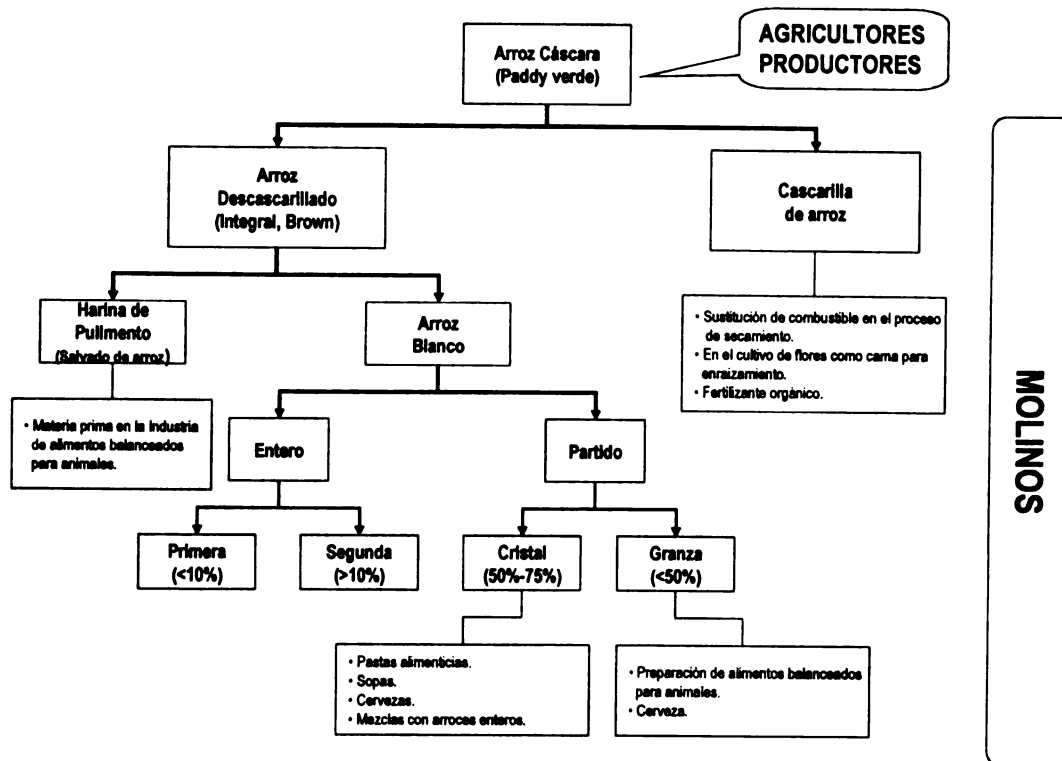 Arroz Cáscara
(Paddy verde)
AGRICULTORES
PRODUCTORES
Arroz
Descascarillado
(Integral, Brown)
Cascarilla
de arroz
Harina de
Pulimento
(Salvado de arroz)
Arroz
Blanco
• Sustitución de combustible en el proceso
de secamiento.
• En el cultivo de flores como cama para
enraizamiento.
• Fertilizante orgánico.
• Materia prima en la Industria
de alimentos balanceados
para animales.
Entero
Partido
Primera
(<10%)
Segunda
(>10%)
Cristal
(50%-75%)
Granza
(<50%)
• Pastas alimenticias.
• Sopas.
• Cervezas.
• Mezclas con arroces enteros.
• Preparación de alimentos balanceados
para animales.
• Cerveza.
MOLINOS